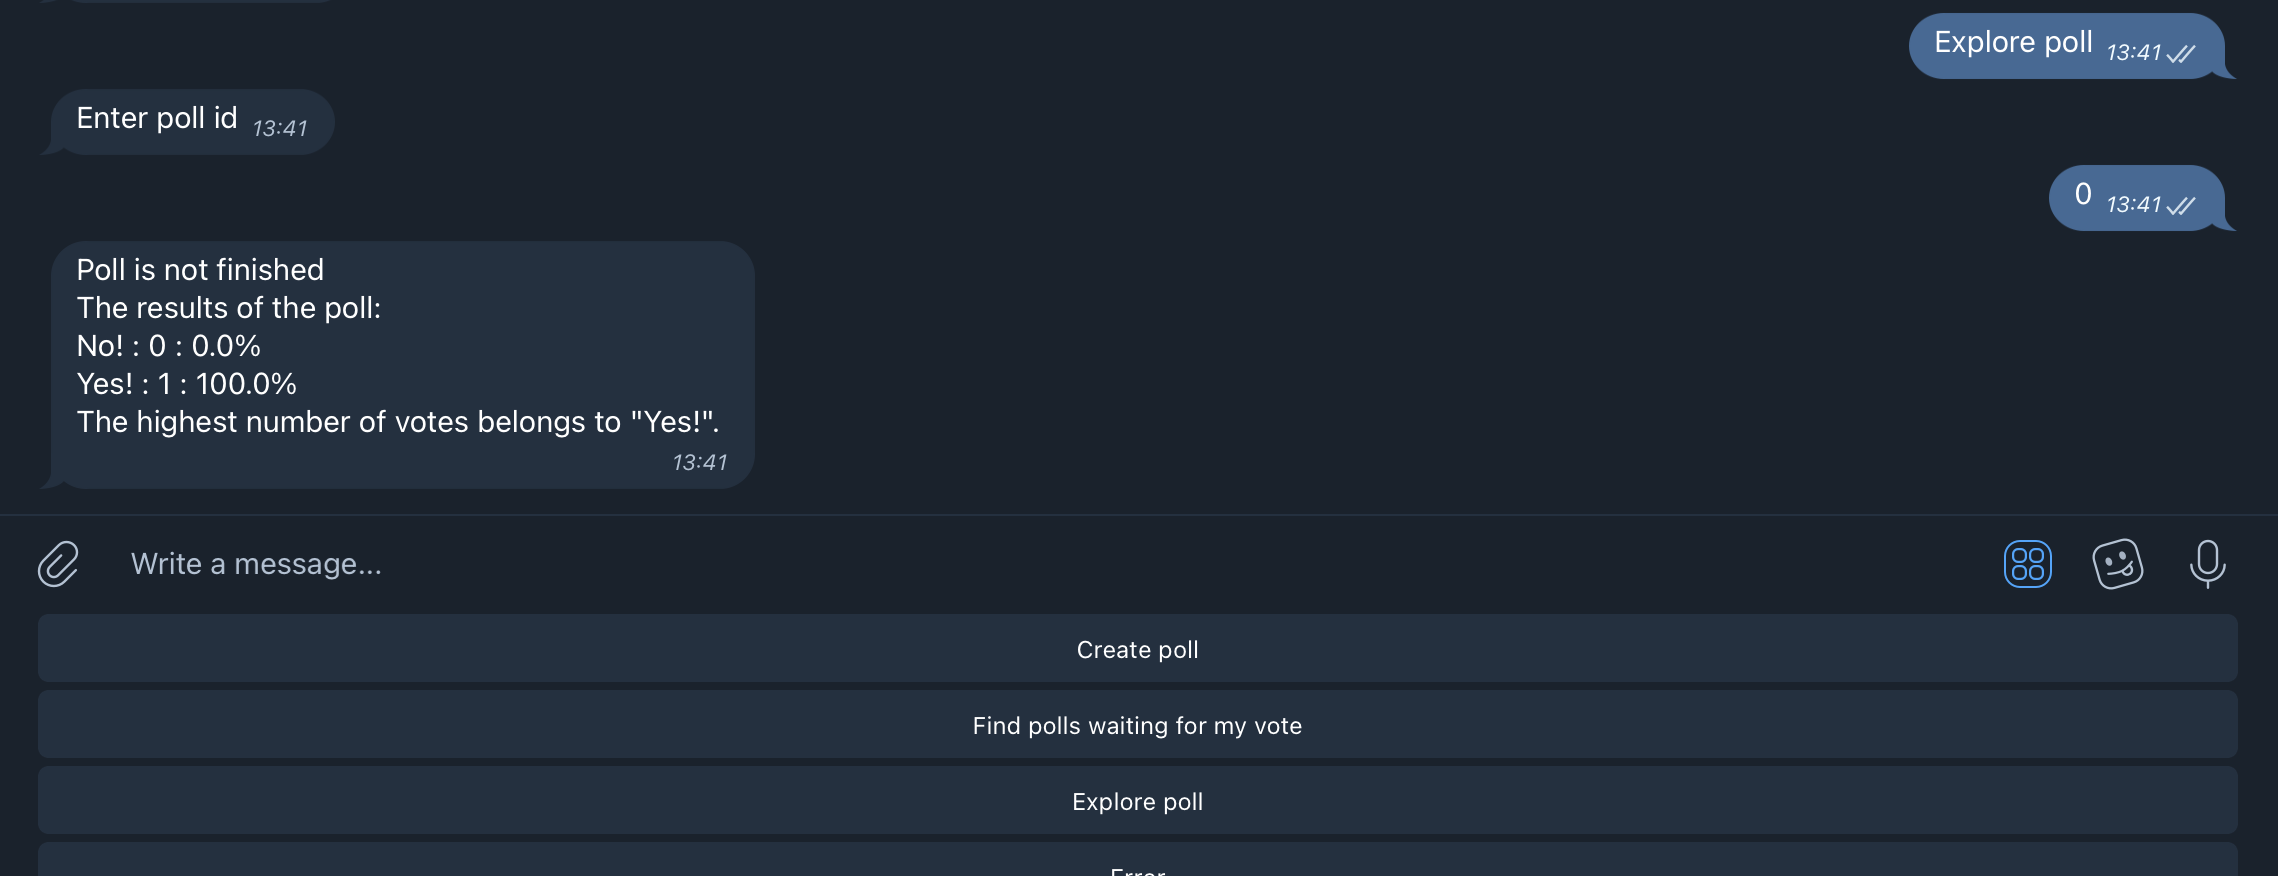 Explore poll 13:41
Enter poll id 13:41
0 13:41
Poll is not finished
The results of the poll:
No! : 0 : 0.0%
Yes! : 1 : 100.0%
The highest number of votes belongs to "Yes!".
13:41
Write a message...
Create poll
Find polls waiting for my vote
Explore poll
Error